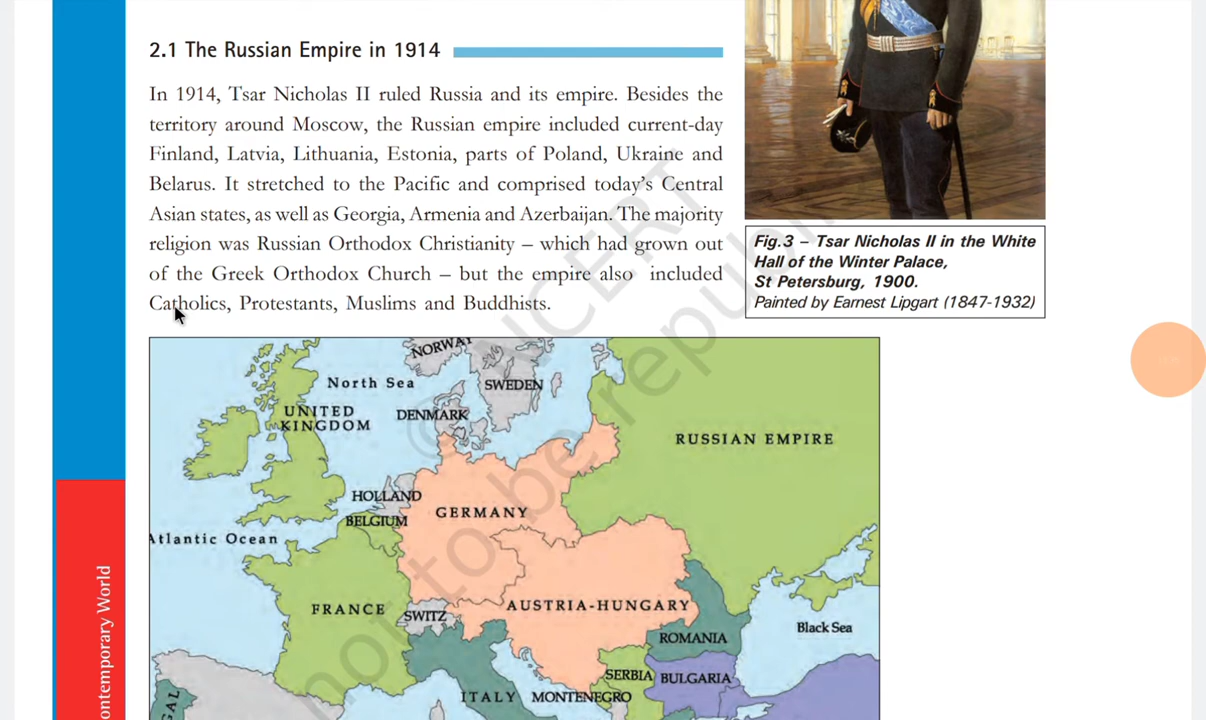 2.1 The Russian Empire in 1914
In 1914, Tsar Nicholas II ruled Russia and its empire. Besides the
territory around Moscow, the Russian empire included current-day
Finland, Latvia, Lithuania, Estonia, parts of Poland, Ukraine and
Belarus. It stretched to the Pacific and comprised today's Central
Asian states, as well as Georgia, Armenia and Azerbaijan. The majority
religion was Russian Orthodox Christianity – which had grown out
of the Greek Orthodox Church – but the empire also included
Catholics, Protestants, Muslims and Buddhists.
Fig.3 – Tsar Nicholas II in the White
Hall of the Winter Palace,
St Petersburg, 1900.
Painted by Earnest Lipgart (1847-1932)
NORWAY
North Sea
SWEDEN
UNITED
KINGDOM
DENMARK
RUSSIAN EMPIRE
HOLLAND
GERMANY
BELGIUM
Atlantic Ocean
FRANCE
SWITZ
AUSTRIA-HUNGARY
Black Sea
ROMANIA
SERBIA
BULGARIA
ITALY
MONTENEGRO
GAL
ontemporary World
© NCERT
not to be republi